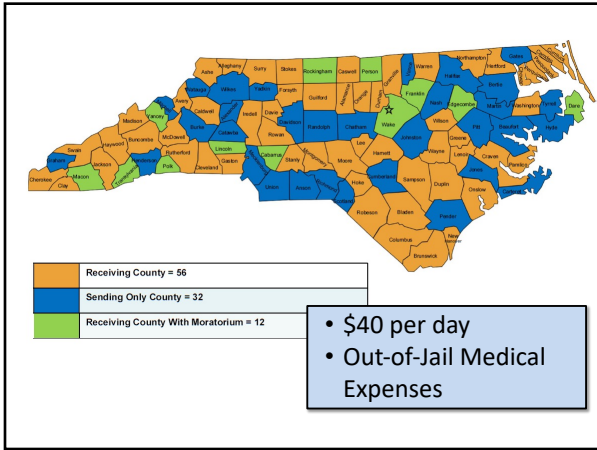 Northampton
Gates
Alleghany
Surry
Stokes
Rockingham
Caswell
Person
Granville
Warren
Hertford
Ashe
Halifax
Watauga
Wilkes
Yadkin
Forsyth
Guilford
Alamance
Orange
Franklin
Bertie
Avery
Caldwell
Iredell
Davie
Davidson
Randolph
Chatham
Wake
Nash
Edgecombe
Martin
Washington
Tyrrell
Dare
Yancey
Madison
Burke
Catawba
Rowan
Wilson
Pitt
Beaufort
Hyde
Buncombe
McDowell
Lincoln
Lee
Johnston
Greene
Haywood
Swain
Rutherford
Cabarrus
Stanly
Montgomery
Moore
Harnett
Wayne
Lenoir
Craven
Graham
Jackson
Henderson
Polk
Cleveland
Gaston
Pamlico
Cherokee
Macon
Transylvania
Clay
Union
Anson
Richmond
Hoke
Cumberland
Sampson
Duplin
Jones
Onslow
Carteret
Scotland
Robeson
Bladen
Pender
Columbus
New
Hanover
Brunswick
Receiving County = 56
Sending Only County = 32
Receiving County With Moratorium = 12
• $40 per day
• Out-of-Jail Medical
Expenses